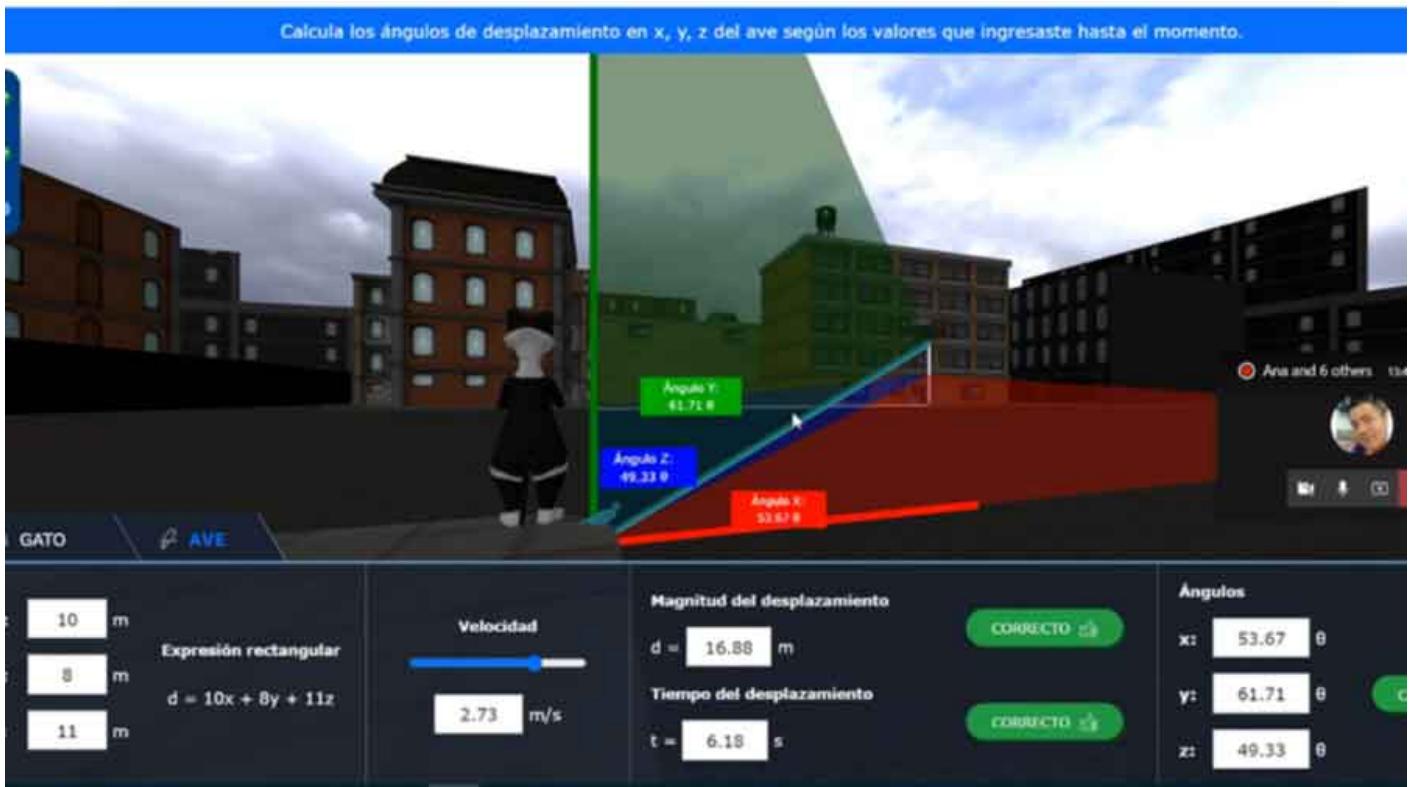 Calcula los ángulos de desplazamiento en x, y, z del ave según los valores que ingresaste hasta el momento.
Ángulo Y:
61.71 θ
Ángulo Z:
49.33 θ
Ángulo X:
53.67 θ
Ana and 6 others
GATO
AVE
10 m
8 m
11 m
Expresión rectangular
d = 10x + 8y + 11z
Velocidad
2.73 m/s
Magnitud del desplazamiento
d = 16.88 m
CORRECTO
Tiempo del desplazamiento
t = 6.18 s
CORRECTO
Ángulos
x: 53.67 θ
y: 61.71 θ
z: 49.33 θ